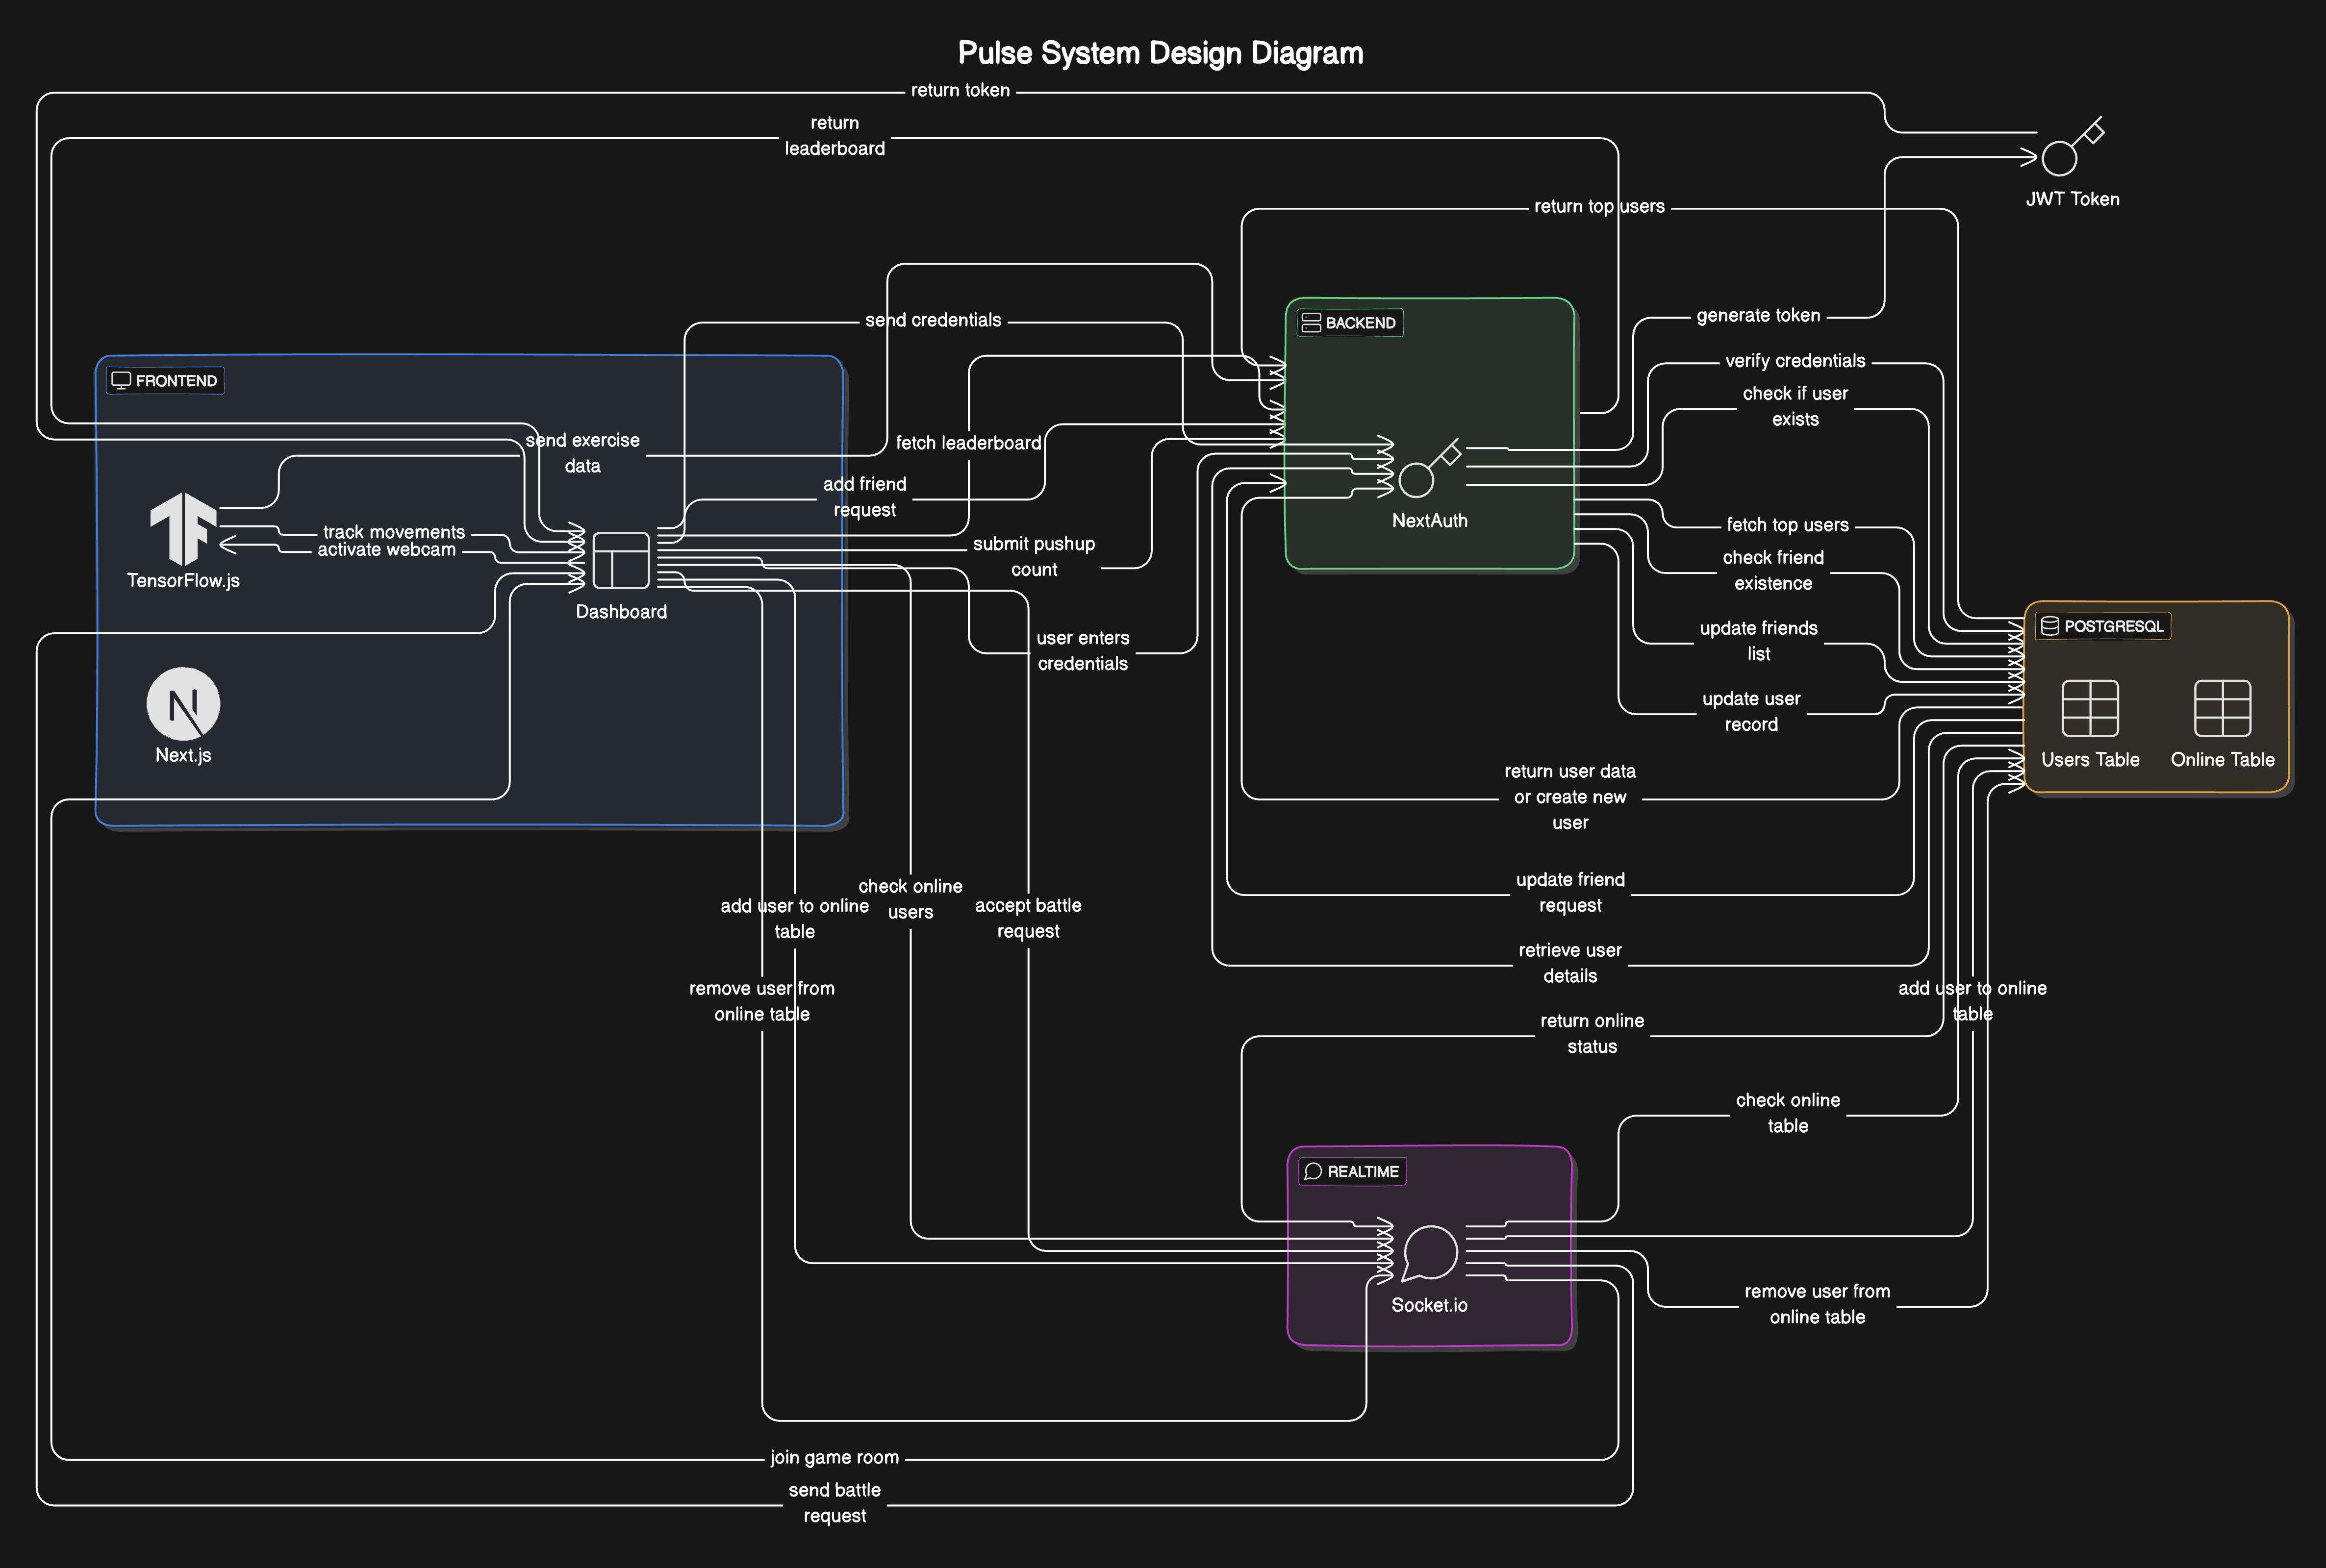 Pulse System Design Diagram
return token
return
leaderboard
JWT Token
return top users
generate token
send credentials
BACKEND
verify credentials
FRONTEND
check if user
exists
send exercise
data
fetch leaderboard
add friend
request
NextAuth
fetch top users
track movements
activate webcam
submit pushup
count
check friend
existence
TensorFlow.js
Dashboard
user enters
credentials
update friends
list
POSTGRESQL
update user
record
Next.js
Users Table
Online Table
return user data
or create new
user
update friend
request
check online
users
add user to online
table
accept battle
request
retrieve user
details
remove user from
online table
add user to online
table
return online
status
check online
table
REALTIME
Socket.io
remove user from
online table
join game room
send battle
request